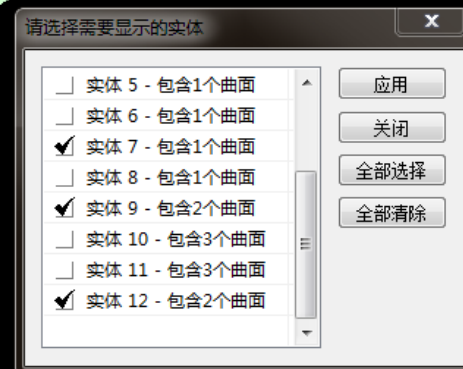 请选择需要显示的实体
实体 5 - 包含1个曲面
实体 6 - 包含1个曲面
实体 7 - 包含1个曲面
实体 8 - 包含1个曲面
实体 9 - 包含2个曲面
实体 10 - 包含3个曲面
实体 11 - 包含3个曲面
实体 12 - 包含2个曲面
应用
关闭
全部选择
全部清除